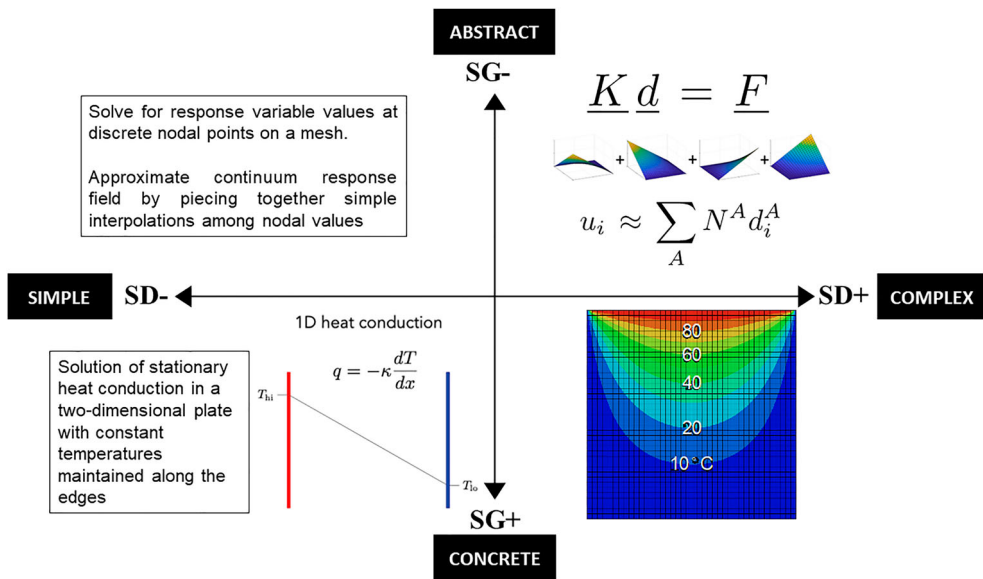 ABSTRACT
SG-
Solve for response variable values at
discrete nodal points on a mesh.
Approximate continuum response
field by piecing together simple
interpolations among nodal values
K d = F
+ + +
u_i ≈ ∑_A N^A d_i^A
SIMPLE SD-
SD+ COMPLEX
1D heat conduction
q = −κ dT/dx
Solution of stationary
heat conduction in a
two-dimensional plate
with constant
temperatures
maintained along the
edges
T_hi
T_lo
80
60
40
20
10°C
SG+
CONCRETE